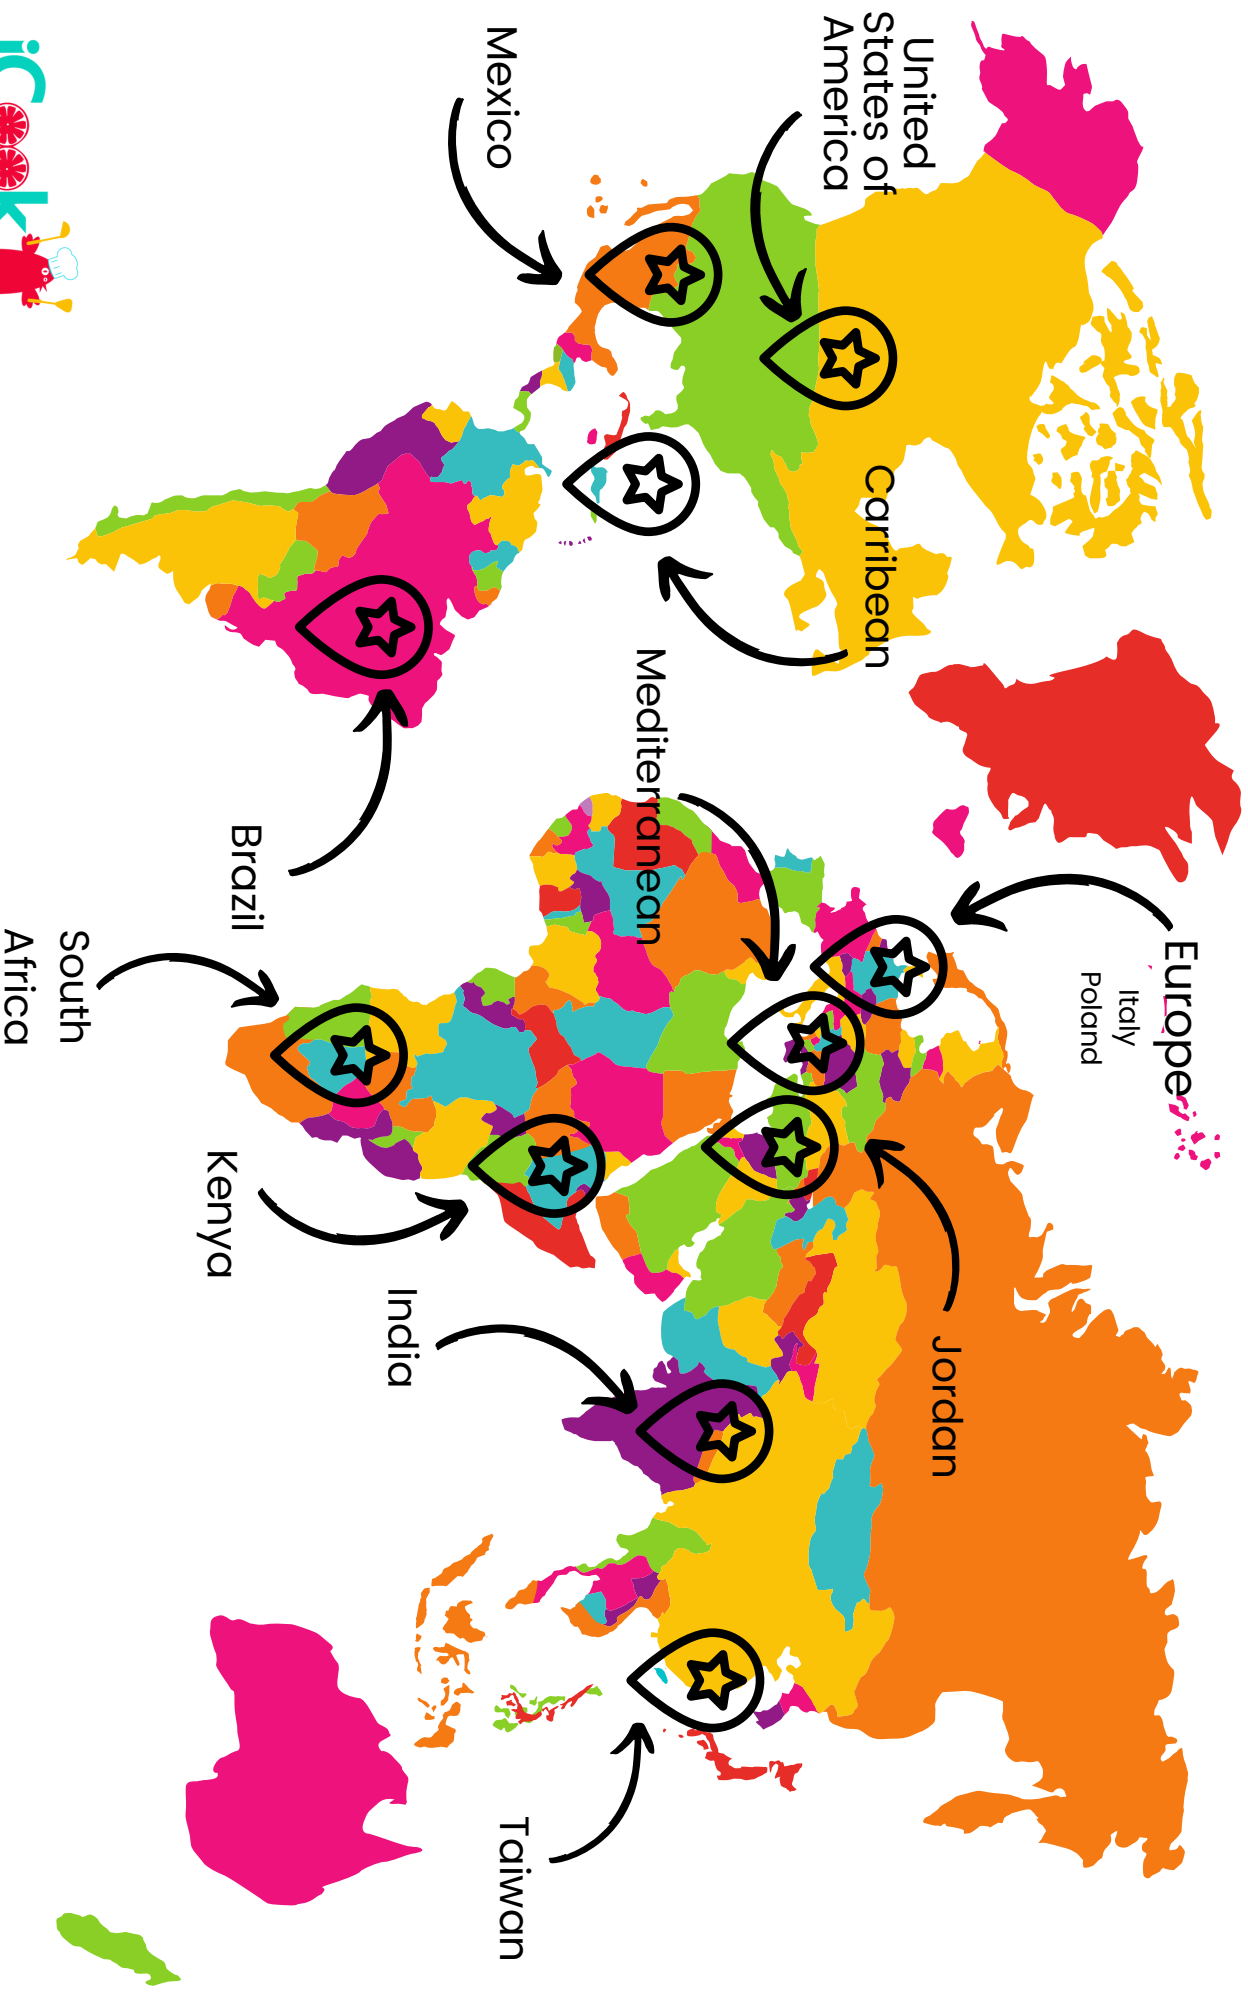 United
States of
America
Mexico
Carribean
Brazil
Mediterranean
Europe
Italy
Poland
South
Africa
Kenya
India
Jordan
Taiwan
iCook